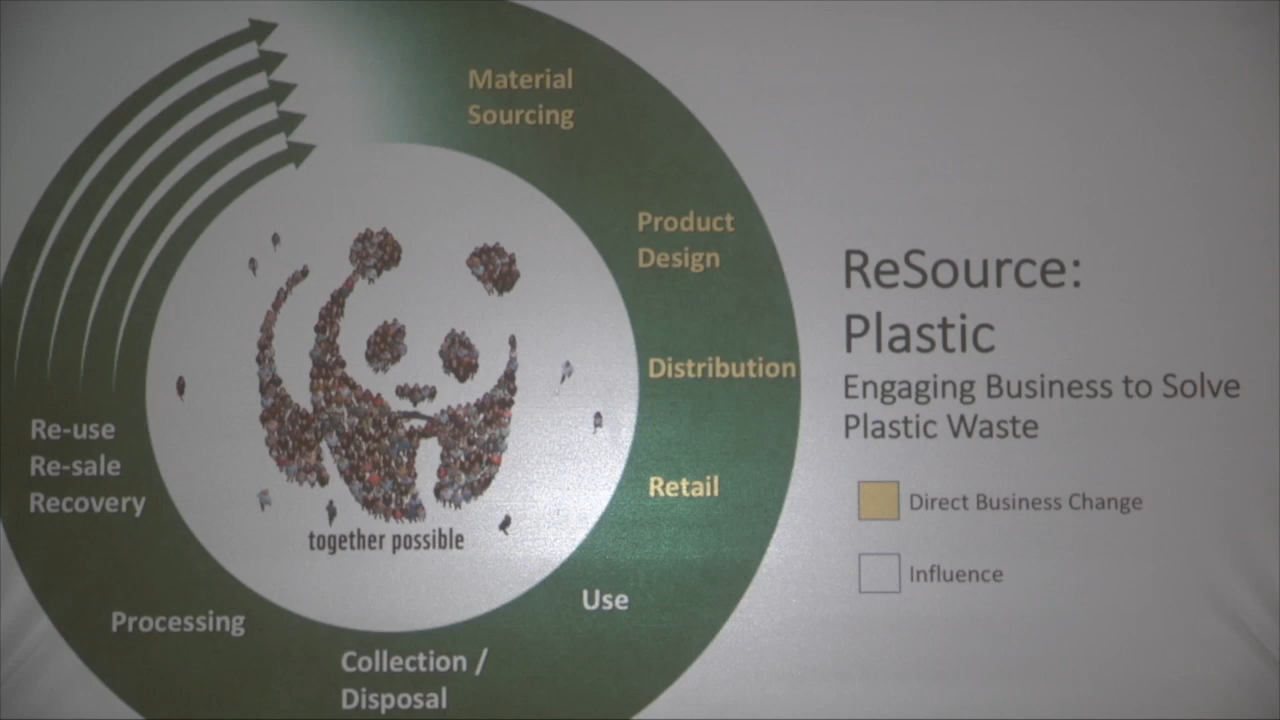 Material
Sourcing
Product
Design
Distribution
Retail
Use
Collection /
Disposal
Processing
Re-use
Re-sale
Recovery
together possible
ReSource:
Plastic
Engaging Business to Solve
Plastic Waste
Direct Business Change
Influence